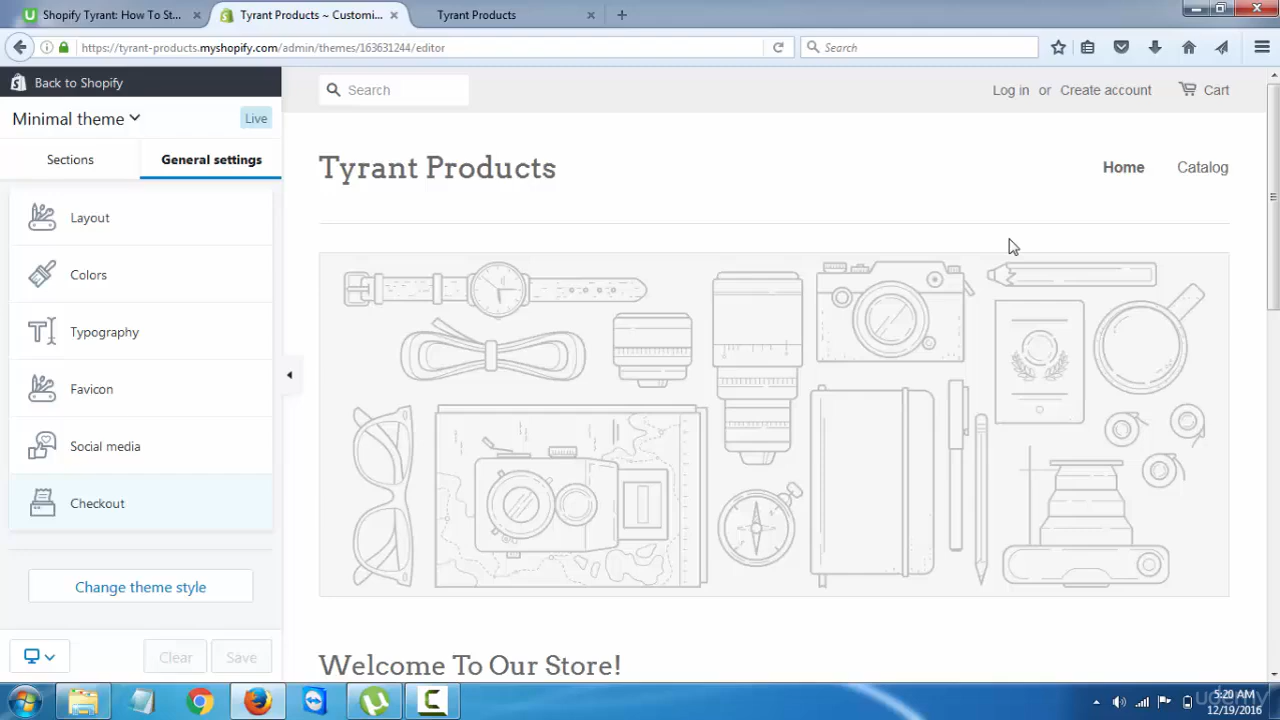 Shopify Tyrant: How To St...
Tyrant Products ~ Customi...
Tyrant Products
https://tyrant-products.myshopify.com/admin/themes/163631244/editor
Search
Back to Shopify
Minimal theme
Live
Sections
General settings
Layout
Colors
Typography
Favicon
Social media
Checkout
Change theme style
Clear
Save
Search
Log in or Create account
Cart
Tyrant Products
Home
Catalog
Welcome To Our Store!
5:20 AM
12/19/2016
udemy